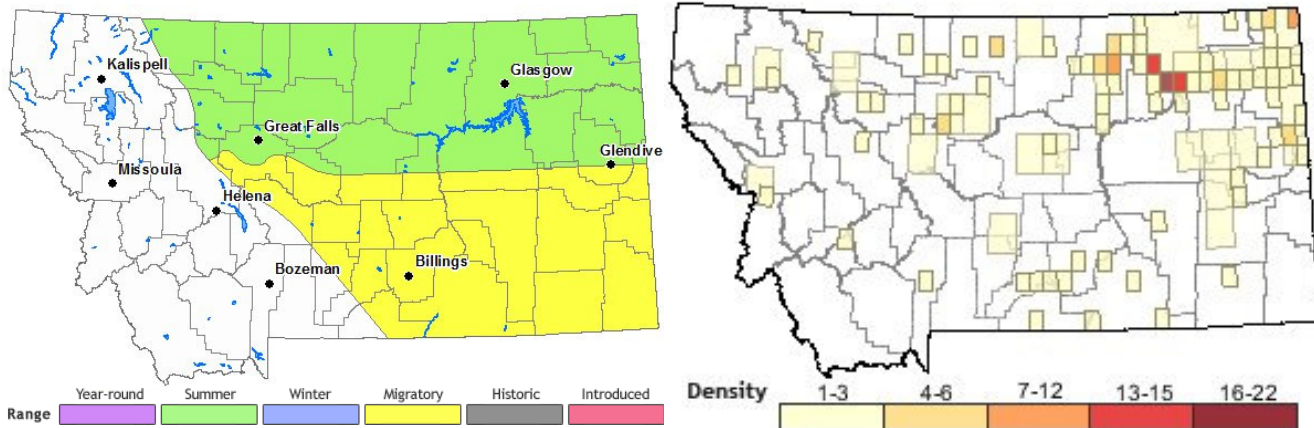 Kalispell
Glasgow
Great Falls
Glendive
Missoula
Helena
Bozeman
Billings
Range Year-round Summer Winter Migratory Historic Introduced
Density 1-3 4-6 7-12 13-15 16-22